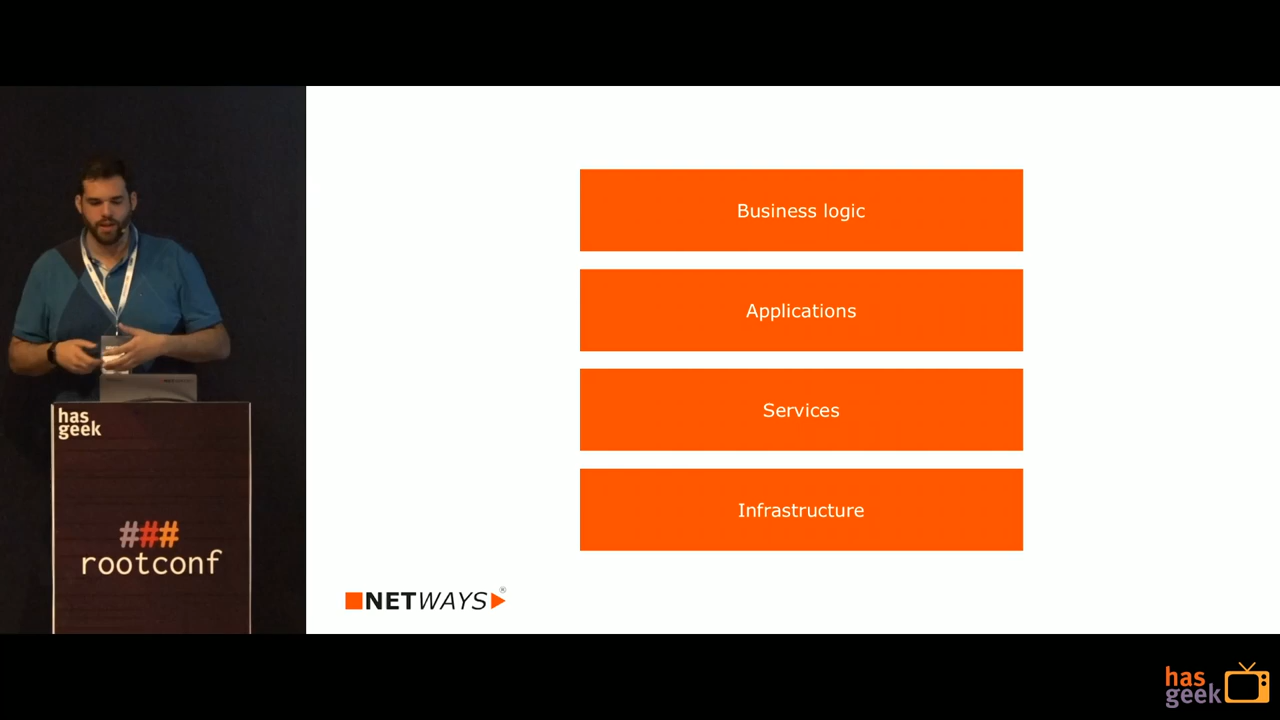 Business logic
Applications
Services
Infrastructure
NETWAYS®
has
geek
###
rootconf
has
geek